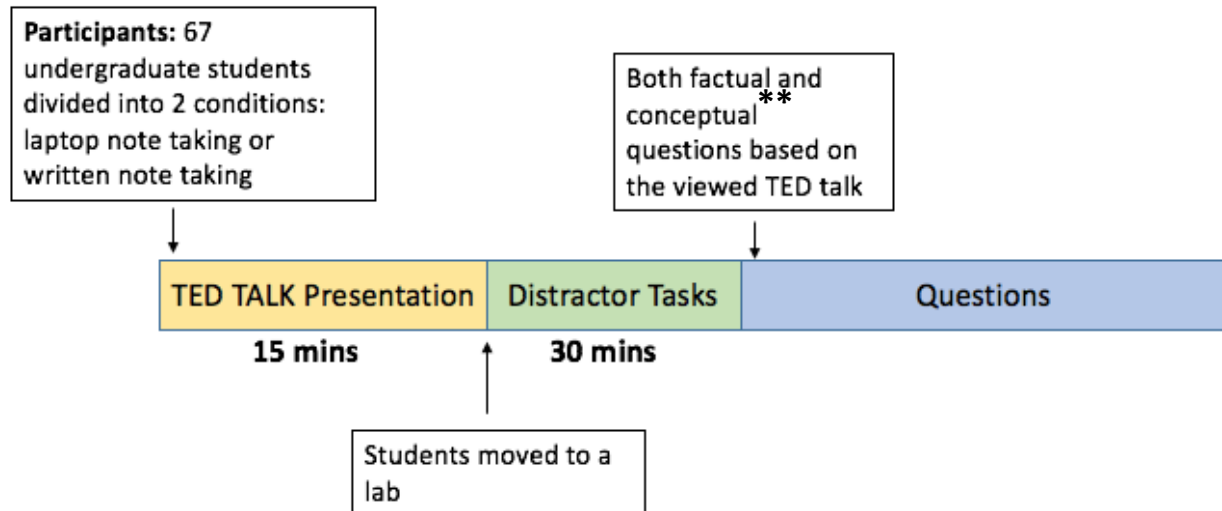 Participants: 67
undergraduate students
divided into 2 conditions:
laptop note taking or
written note taking
Both factual and
conceptual**
questions based on
the viewed TED talk
TED TALK Presentation
Distractor Tasks
Questions
15 mins
30 mins
Students moved to a
lab